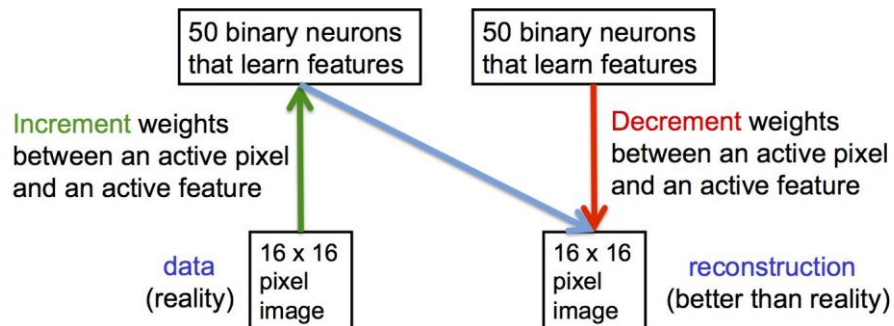 50 binary neurons
that learn features
50 binary neurons
that learn features
Increment weights
between an active pixel
and an active feature
Decrement weights
between an active pixel
and an active feature
data
(reality)
16 x 16
pixel
image
16 x 16
pixel
image
reconstruction
(better than reality)